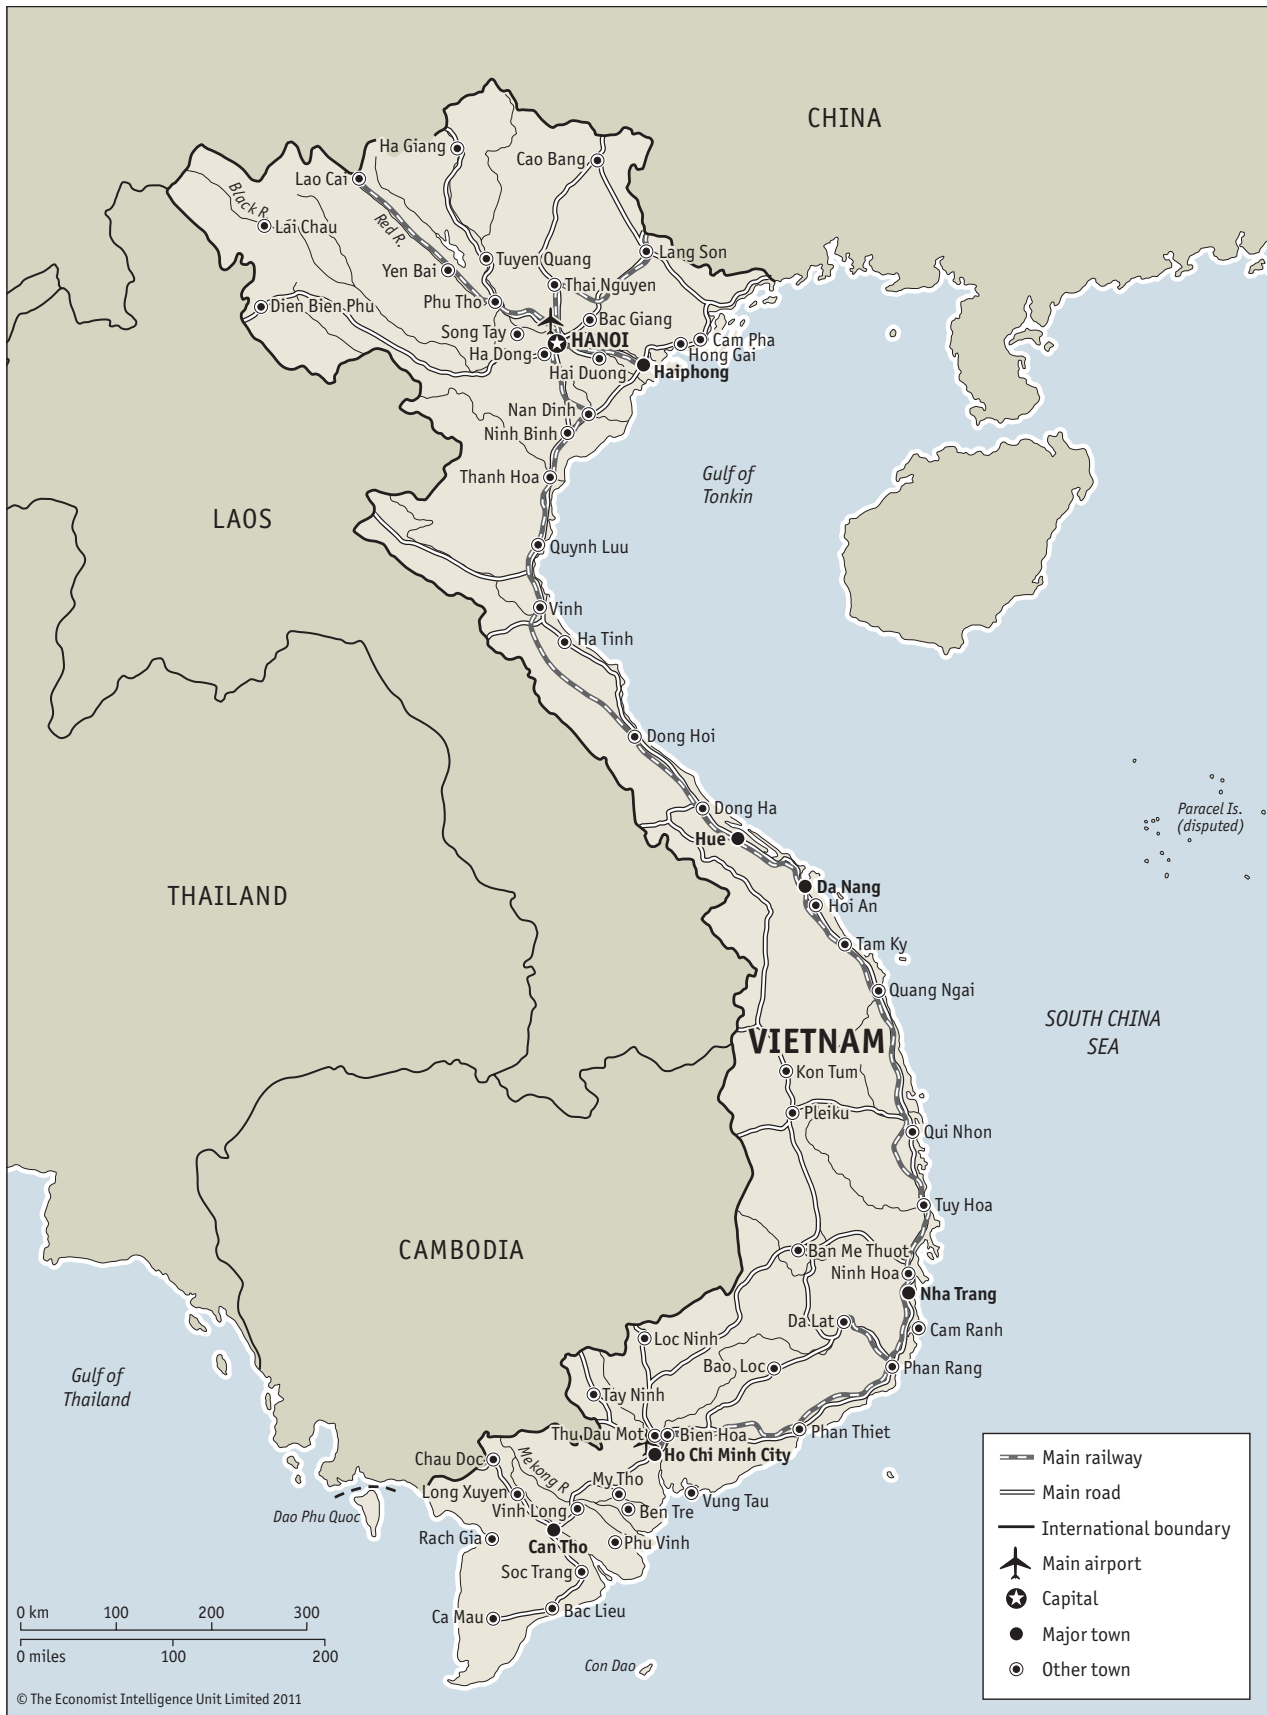 CHINA
Ha Giang
Cao Bang
Lao Cai
Black R.
Lai Chau
Red R.
Lang Son
Tuyen Quang
Yen Bai
Thai Nguyen
Phu Tho
Dien Bien Phu
Bac Giang
Song Tay
HANOI
Cam Pha
Ha Dong
Hong Gai
Hai Duong
Haiphong
Nan Dinh
Ninh Binh
Thanh Hoa
Gulf of
Tonkin
LAOS
Quynh Luu
Vinh
Ha Tinh
Dong Hoi
Dong Ha
Paracel Is.
(disputed)
Hue
Da Nang
THAILAND
Hoi An
Tam Ky
Quang Ngai
SOUTH CHINA
SEA
VIETNAM
Kon Tum
Pleiku
Qui Nhon
Tuy Hoa
CAMBODIA
Ban Me Thuot
Ninh Hoa
Nha Trang
Da Lat
Cam Ranh
Loc Ninh
Bao Loc
Phan Rang
Gulf of
Thailand
Tay Ninh
Thu Dau Mot
Bien Hoa
Phan Thiet
Ho Chi Minh City
Chau Doc
Mekong R.
My Tho
Long Xuyen
Vung Tau
Vinh Long
Ben Tre
Dao Phu Quoc
Rach Gia
Can Tho
Phu Vinh
Soc Trang
Ca Mau
Bac Lieu
Con Dao
Main railway
Main road
International boundary
Main airport
Capital
Major town
Other town
0 km 100 200 300
0 miles 100 200
© The Economist Intelligence Unit Limited 2011